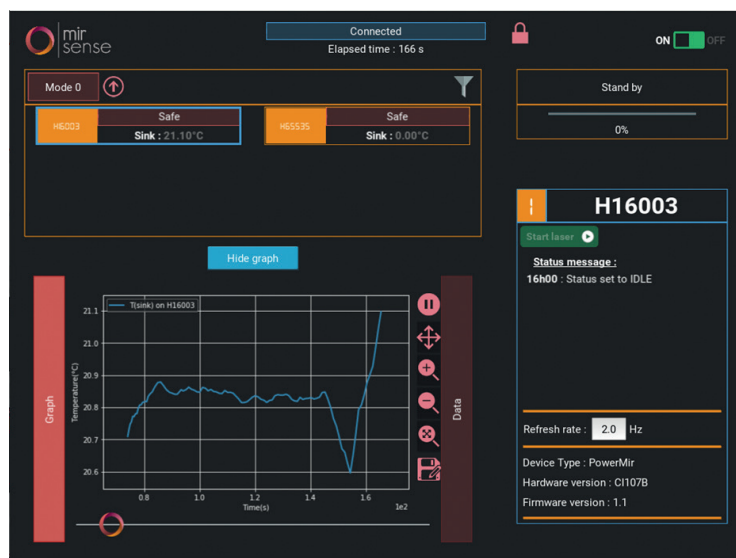 mir
sense
Connected
Elapsed time : 166 s
ON OFF
Mode 0
H6003
Safe
Sink : 21.10°C
H65535
Safe
Sink : 0.00°C
Stand by
0%
Hide graph
H16003
Start laser
Status message :
16h00 : Status set to IDLE
Graph
T(sink) on H16003
Temperature(°C)
21.1
21.0
20.9
20.8
20.7
20.6
0.8 1.0 1.2 1.4 1.6
Time(s)
1e2
Data
Refresh rate : 2.0 Hz
Device Type : PowerMir
Hardware version : CI107B
Firmware version : 1.1